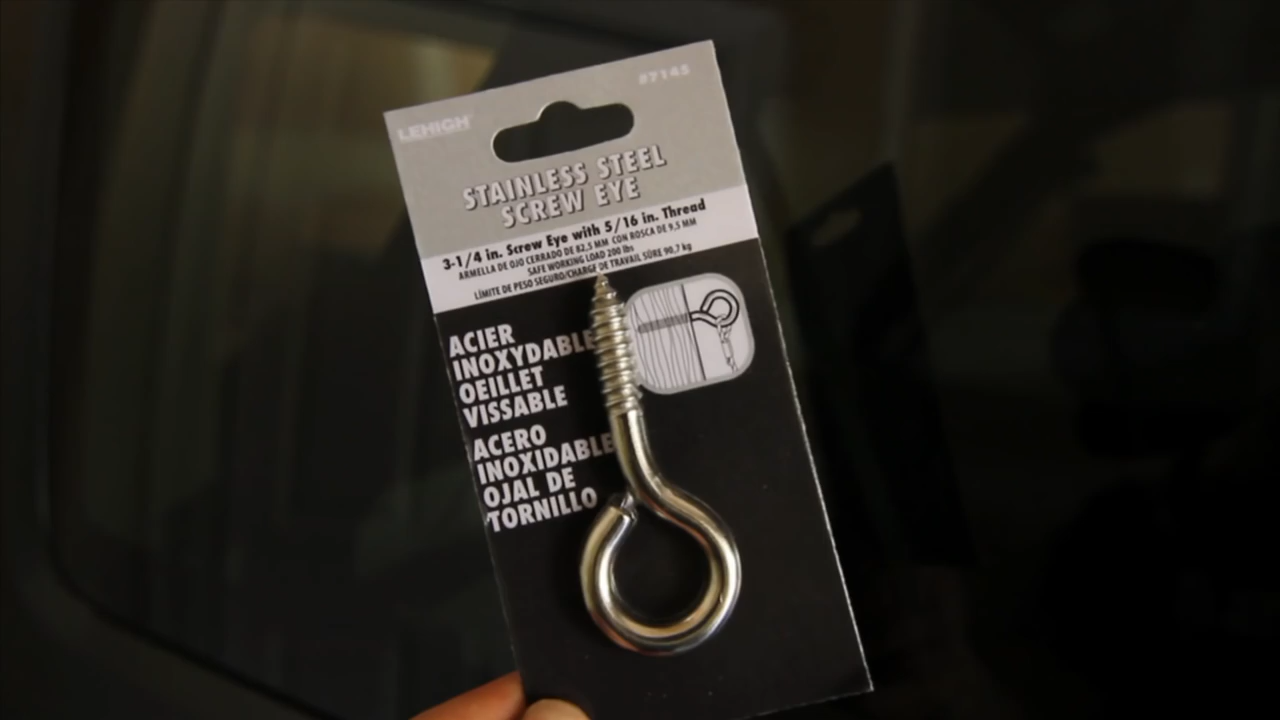 #7145
LEHIGH
STAINLESS STEEL
SCREW EYE
3-1/4 in. Screw Eye with 5/16 in. Thread
ARMELLA DE OJO CERRADO DE 82,5 MM CON ROSCA DE 9,5 MM
SAFE WORKING LOAD 200 lbs
LÍMITE DE PESO SEGURO/CHARGE DE TRAVAIL SÛRE 90,7 kg
ACIER
INOXYDABLE
OEILLET
VISSABLE
ACERO
INOXIDABLE
OJAL DE
TORNILLO